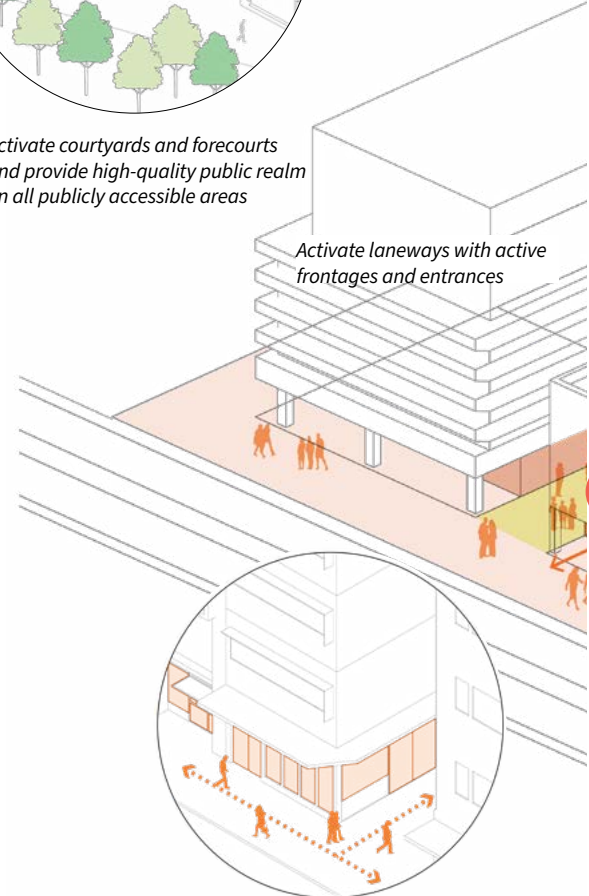 ctivate courtyards and forecourts
nd provide high-quality public realm
n all publicly accessible areas
Activate laneways with active
frontages and entrances